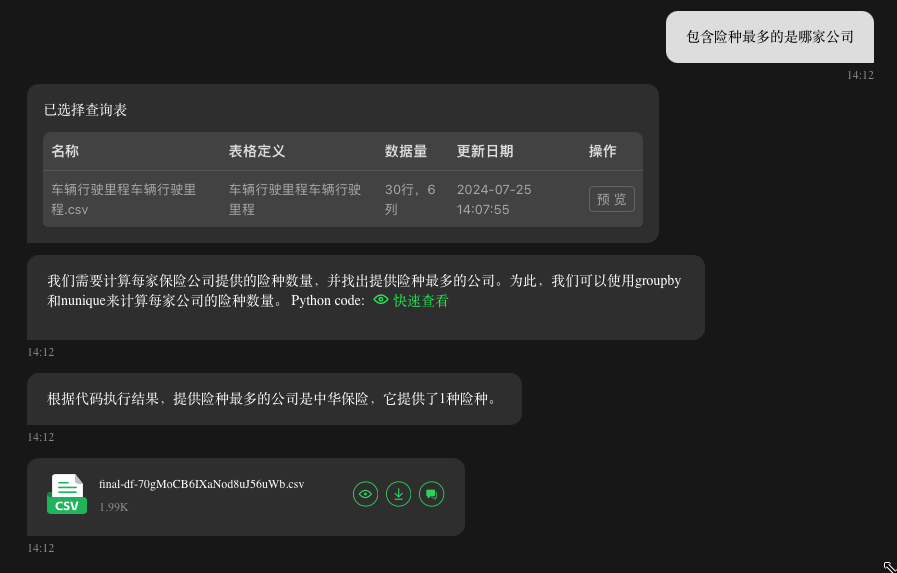 包含险种最多的是哪家公司
14:12
已选择查询表
名称 表格定义 数据量 更新日期 操作
车辆行驶里程车辆行驶里 车辆行驶里程车辆行驶 30行，6 2024-07-25 预 览
程.csv 里程 列 14:07:55
我们需要计算每家保险公司提供的险种数量，并找出提供险种最多的公司。为此，我们可以使用groupby
和nunique来计算每家公司的险种数量。 Python code: 快速查看
14:12
根据代码执行结果，提供险种最多的公司是中华保险，它提供了1种险种。
14:12
final-df-70gMoCB6IXaNod8uJ56uWb.csv
CSV 1.99K
14:12